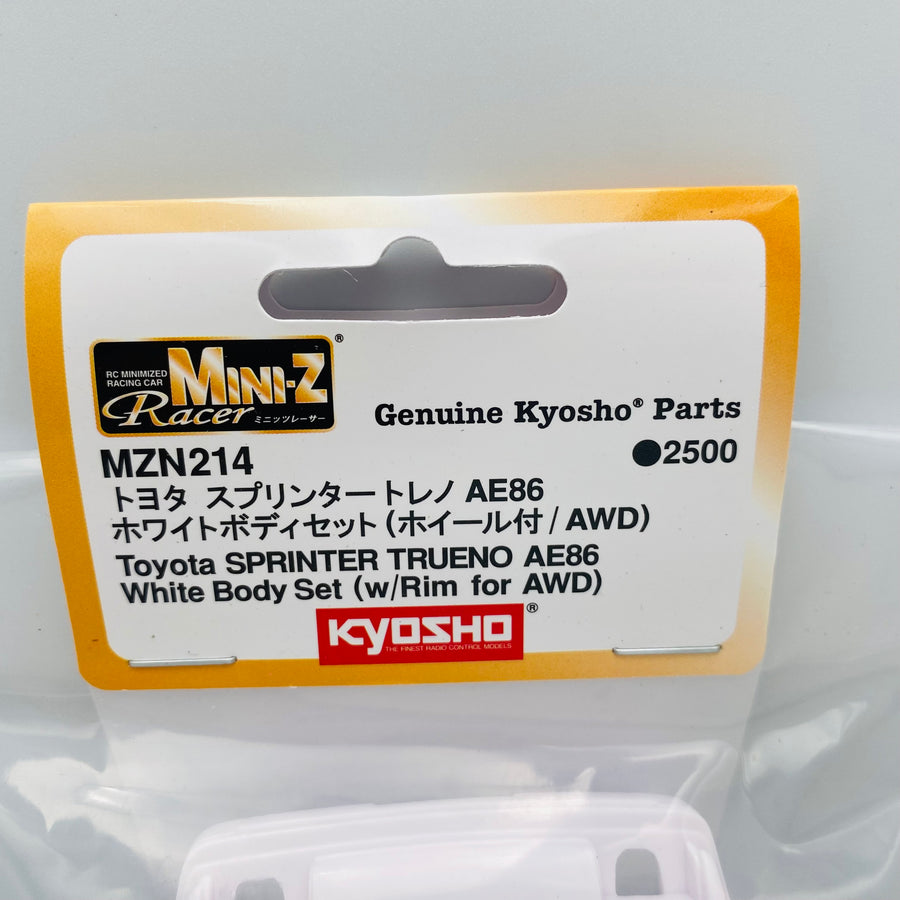 RC MINIMIZED
RACING CAR
MINI-Z®
Racer ミニッツレーサー
Genuine Kyosho® Parts
MZN214
●2500
トヨタ スプリンタートレノ AE86
ホワイトボディセット(ホイール付/AWD)
Toyota SPRINTER TRUENO AE86
White Body Set (w/Rim for AWD)
KYOSHO®
THE FINEST RADIO CONTROL MODELS